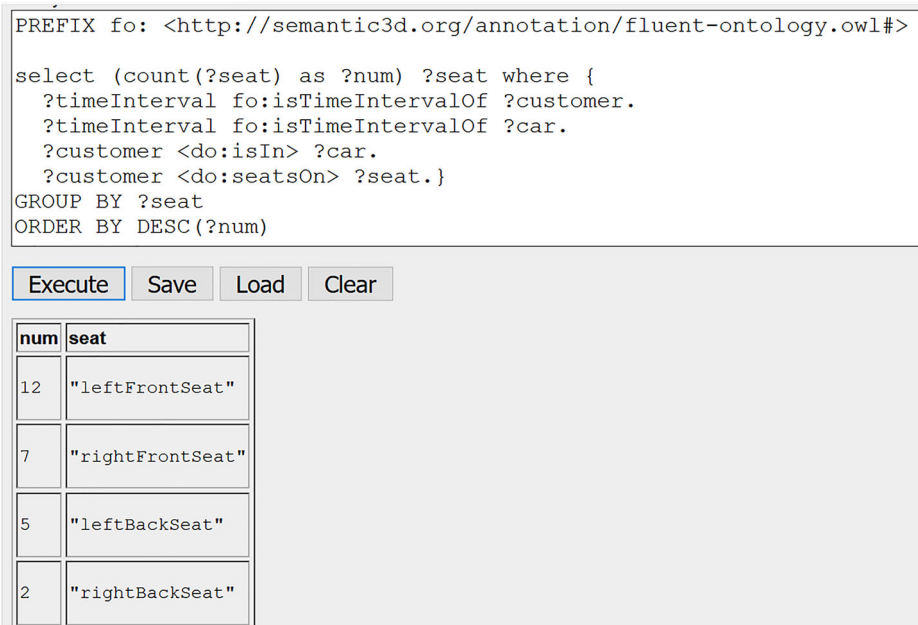 PREFIX fo: <http://semantic3d.org/annotation/fluent-ontology.owl#>
select (count(?seat) as ?num) ?seat where {
?timeInterval fo:isTimeIntervalOf ?customer.
?timeInterval fo:isTimeIntervalOf ?car.
?customer <do:isIn> ?car.
?customer <do:seatsOn> ?seat.}
GROUP BY ?seat
ORDER BY DESC(?num)
Execute Save Load Clear
num seat
12 "leftFrontSeat"
7 "rightFrontSeat"
5 "leftBackSeat"
2 "rightBackSeat"